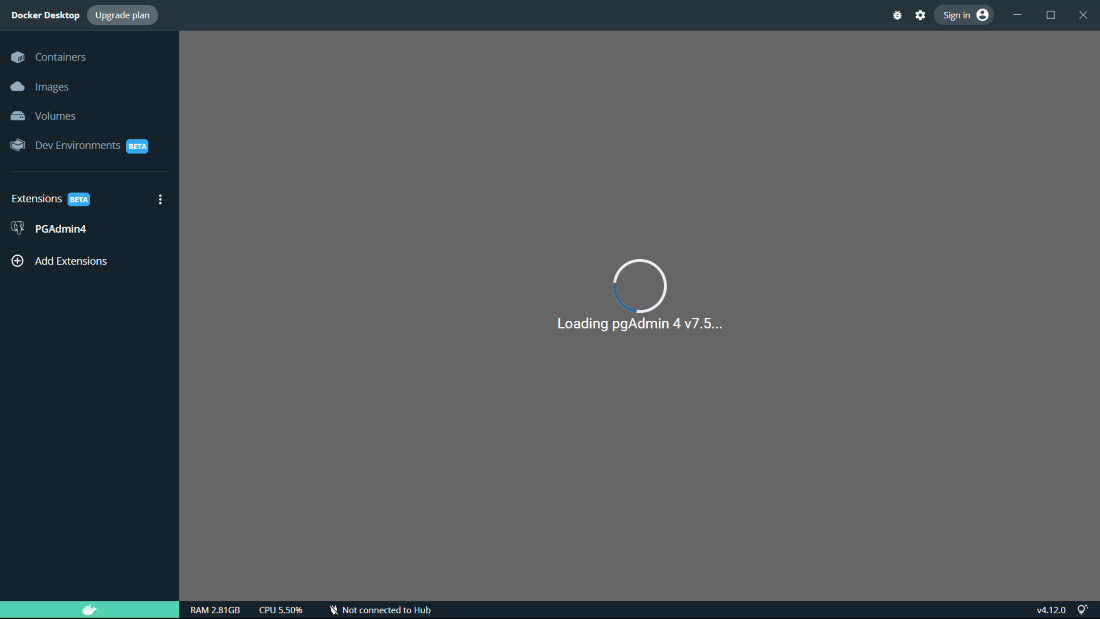 Docker Desktop Upgrade plan Sign in
Containers
Images
Volumes
Dev Environments BETA
Extensions BETA
PGAdmin4
Add Extensions
Loading pgAdmin 4 v7.5...
RAM 2.81GB CPU 5.50% Not connected to Hub v4.12.0